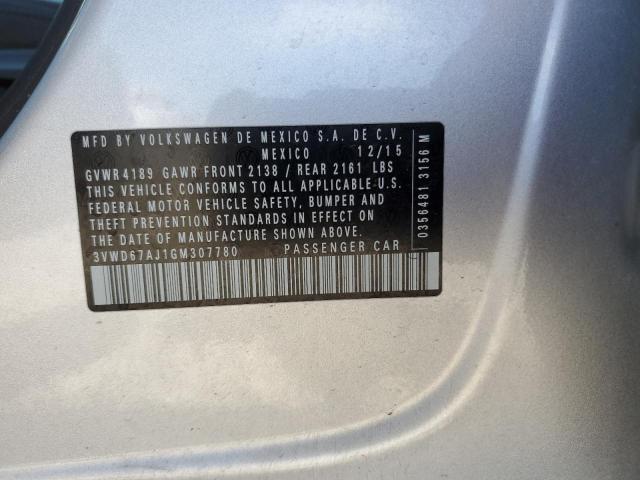 MFD BY VOLKSWAGEN DE MEXICO S.A. DE C.V.
MEXICO 12/15
GVWR 4189 GAWR FRONT 2138 / REAR 2161 LBS
THIS VEHICLE CONFORMS TO ALL APPLICABLE U.S.
FEDERAL MOTOR VEHICLE SAFETY, BUMPER AND
THEFT PREVENTION STANDARDS IN EFFECT ON
THE DATE OF MANUFACTURE SHOWN ABOVE.
3VWD67AJ1GM307780 PASSENGER CAR
0356481 3156 M